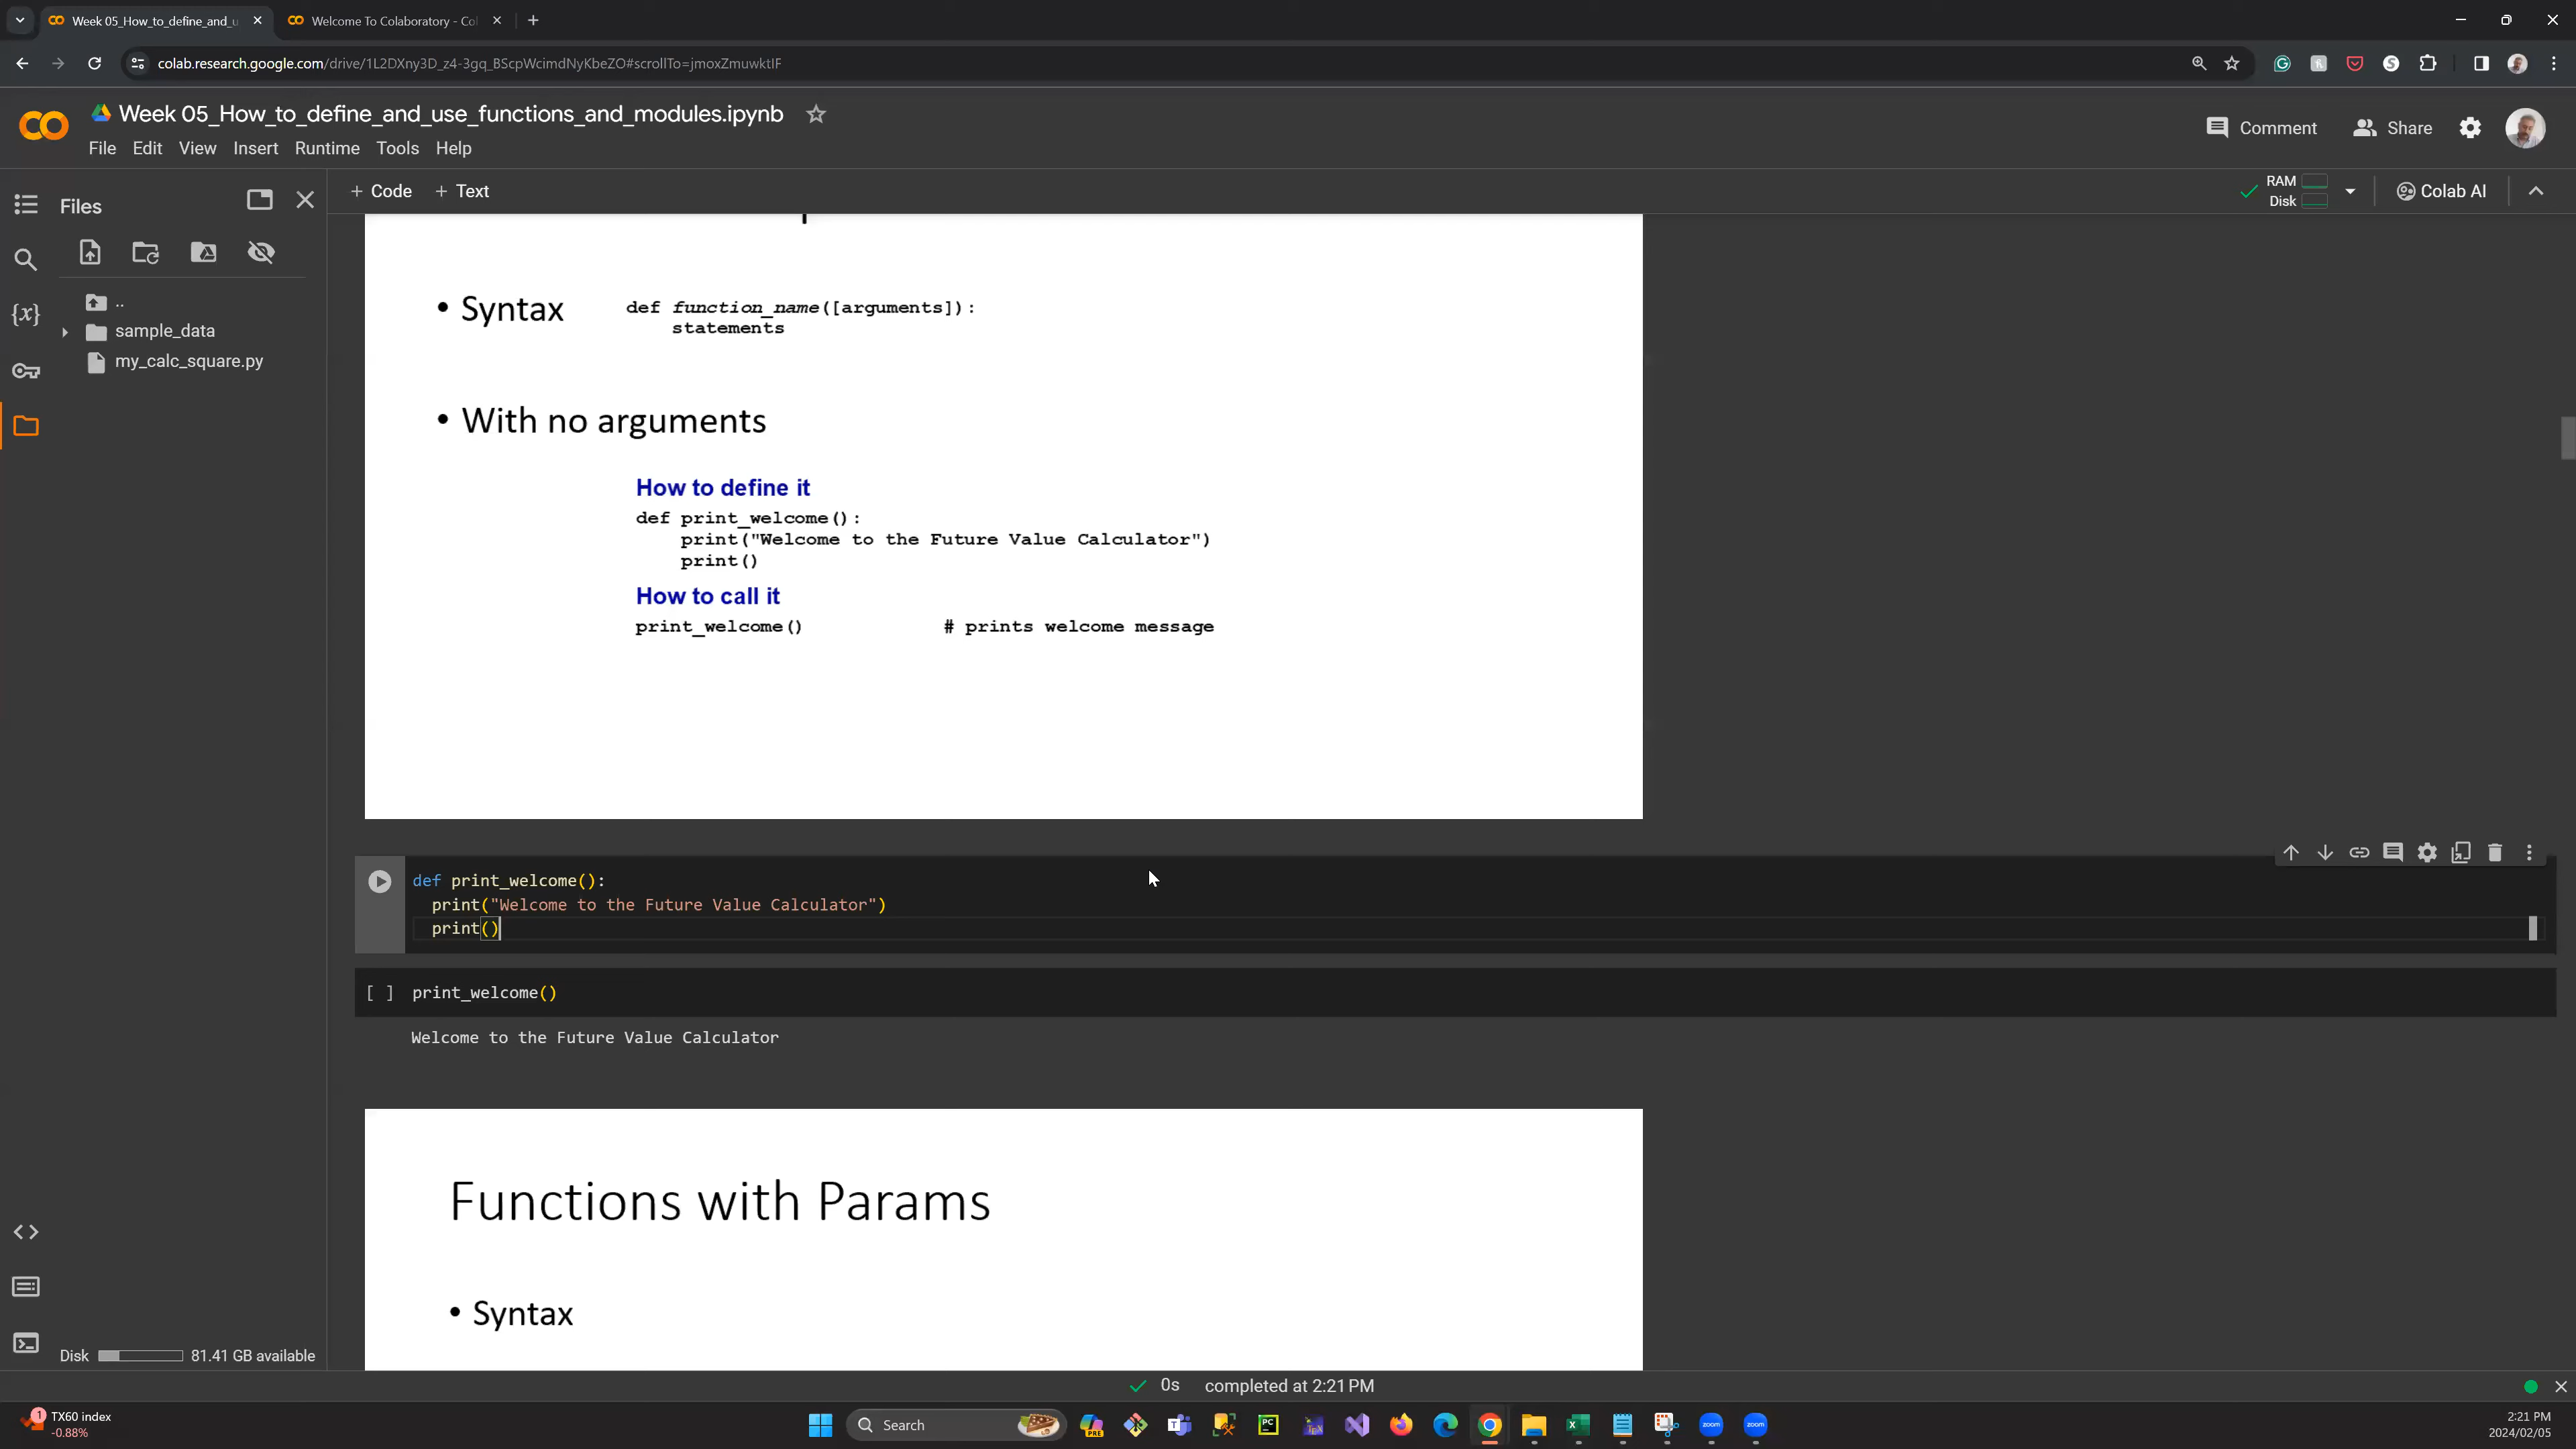 Week 05_How_to_define_and_u
Welcome To Colaboratory - Col
colab.research.google.com/drive/1L2DXny3D_z4-3gq_BScpWcimdNyKbeZO#scrollTo=jmoxZmuwktIF
Week 05_How_to_define_and_use_functions_and_modules.ipynb
File Edit View Insert Runtime Tools Help
Comment Share
Files
+ Code + Text
RAM
Disk
Colab AI
..
sample_data
my_calc_square.py
{x}
• Syntax def function_name([arguments]):
statements
• With no arguments
How to define it
def print_welcome():
print("Welcome to the Future Value Calculator")
print()
How to call it
print_welcome() # prints welcome message
def print_welcome():
print("Welcome to the Future Value Calculator")
print()
[ ] print_welcome()
Welcome to the Future Value Calculator
Functions with Params
• Syntax
Disk 81.41 GB available
0s completed at 2:21 PM
1
TX60 index
-0.88%
Search
PRE
T
PC
zoom
zoom
2:21 PM
2024/02/05